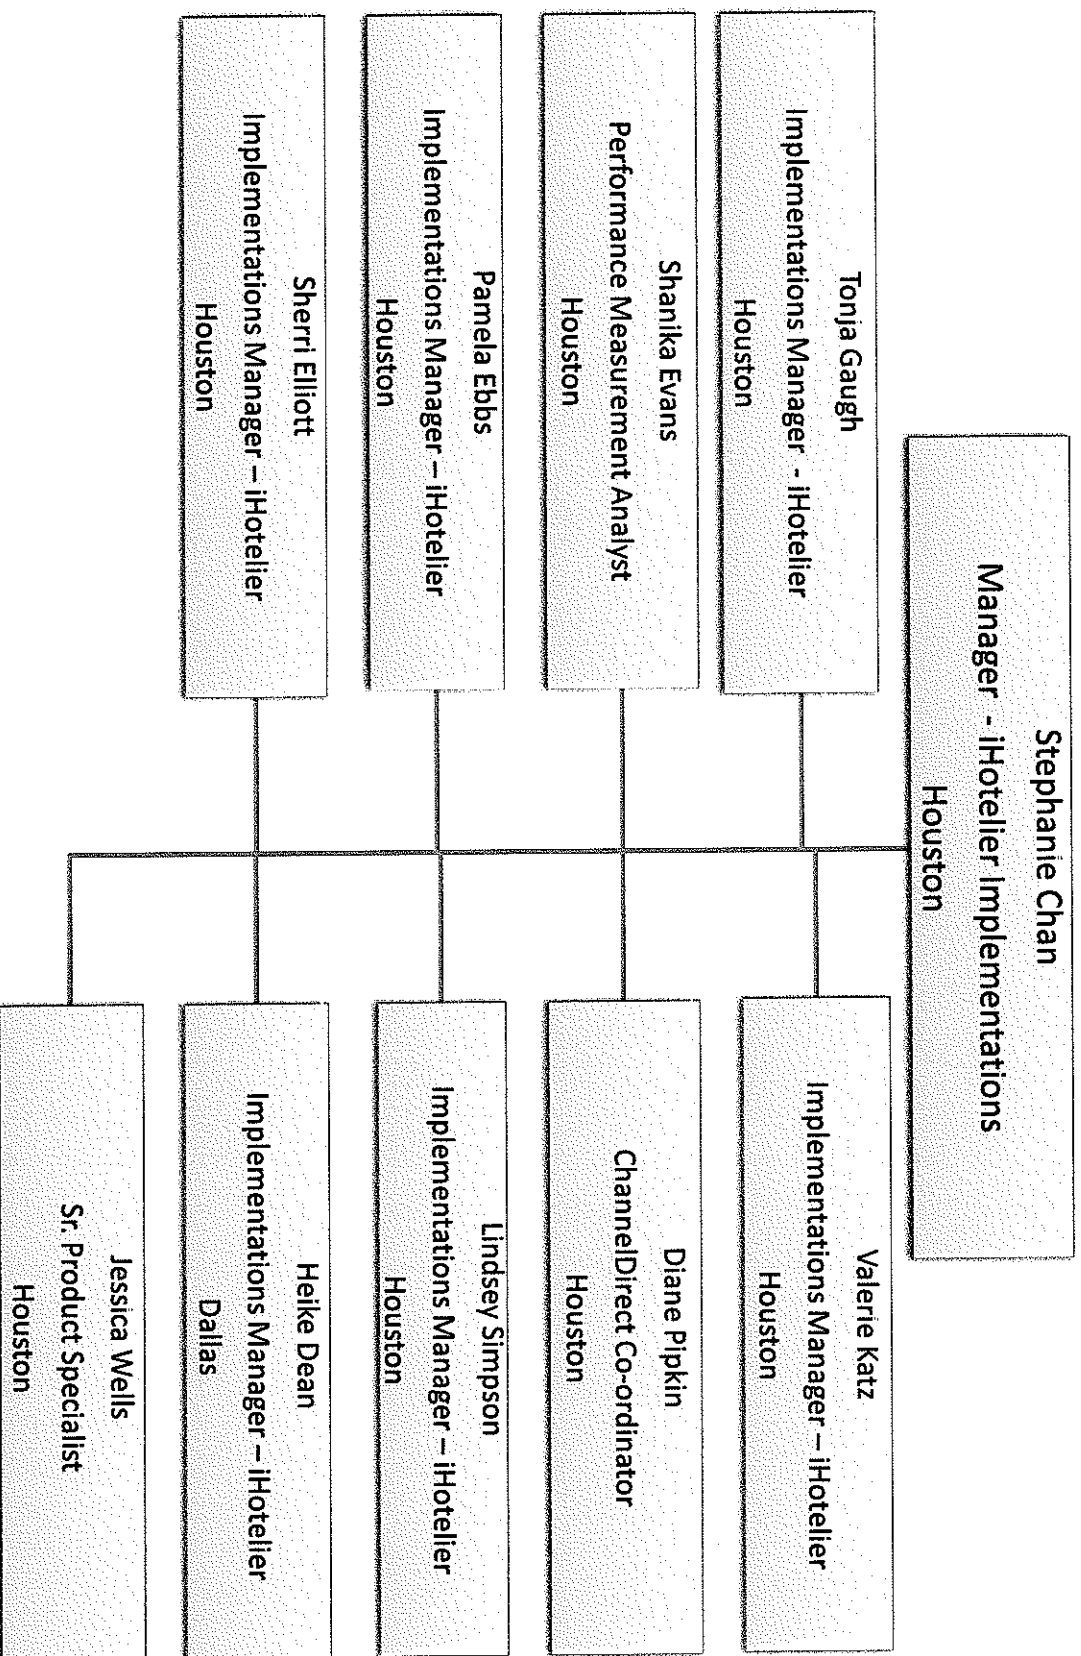 Stephanie Chan
Manager - iHotelier Implementations
Houston
Tonja Gaugh
Implementations Manager - iHotelier
Houston
Valerie Katz
Implementations Manager – iHotelier
Houston
Shanika Evans
Performance Measurement Analyst
Houston
Diane Pipkin
ChannelDirect Co-ordinator
Houston
Pamela Ebbs
Implementations Manager – iHotelier
Houston
Lindsey Simpson
Implementations Manager – iHotelier
Houston
Sherri Elliott
Implementations Manager – iHotelier
Houston
Heike Dean
Implementations Manager – iHotelier
Dallas
Jessica Wells
Sr. Product Specialist
Houston